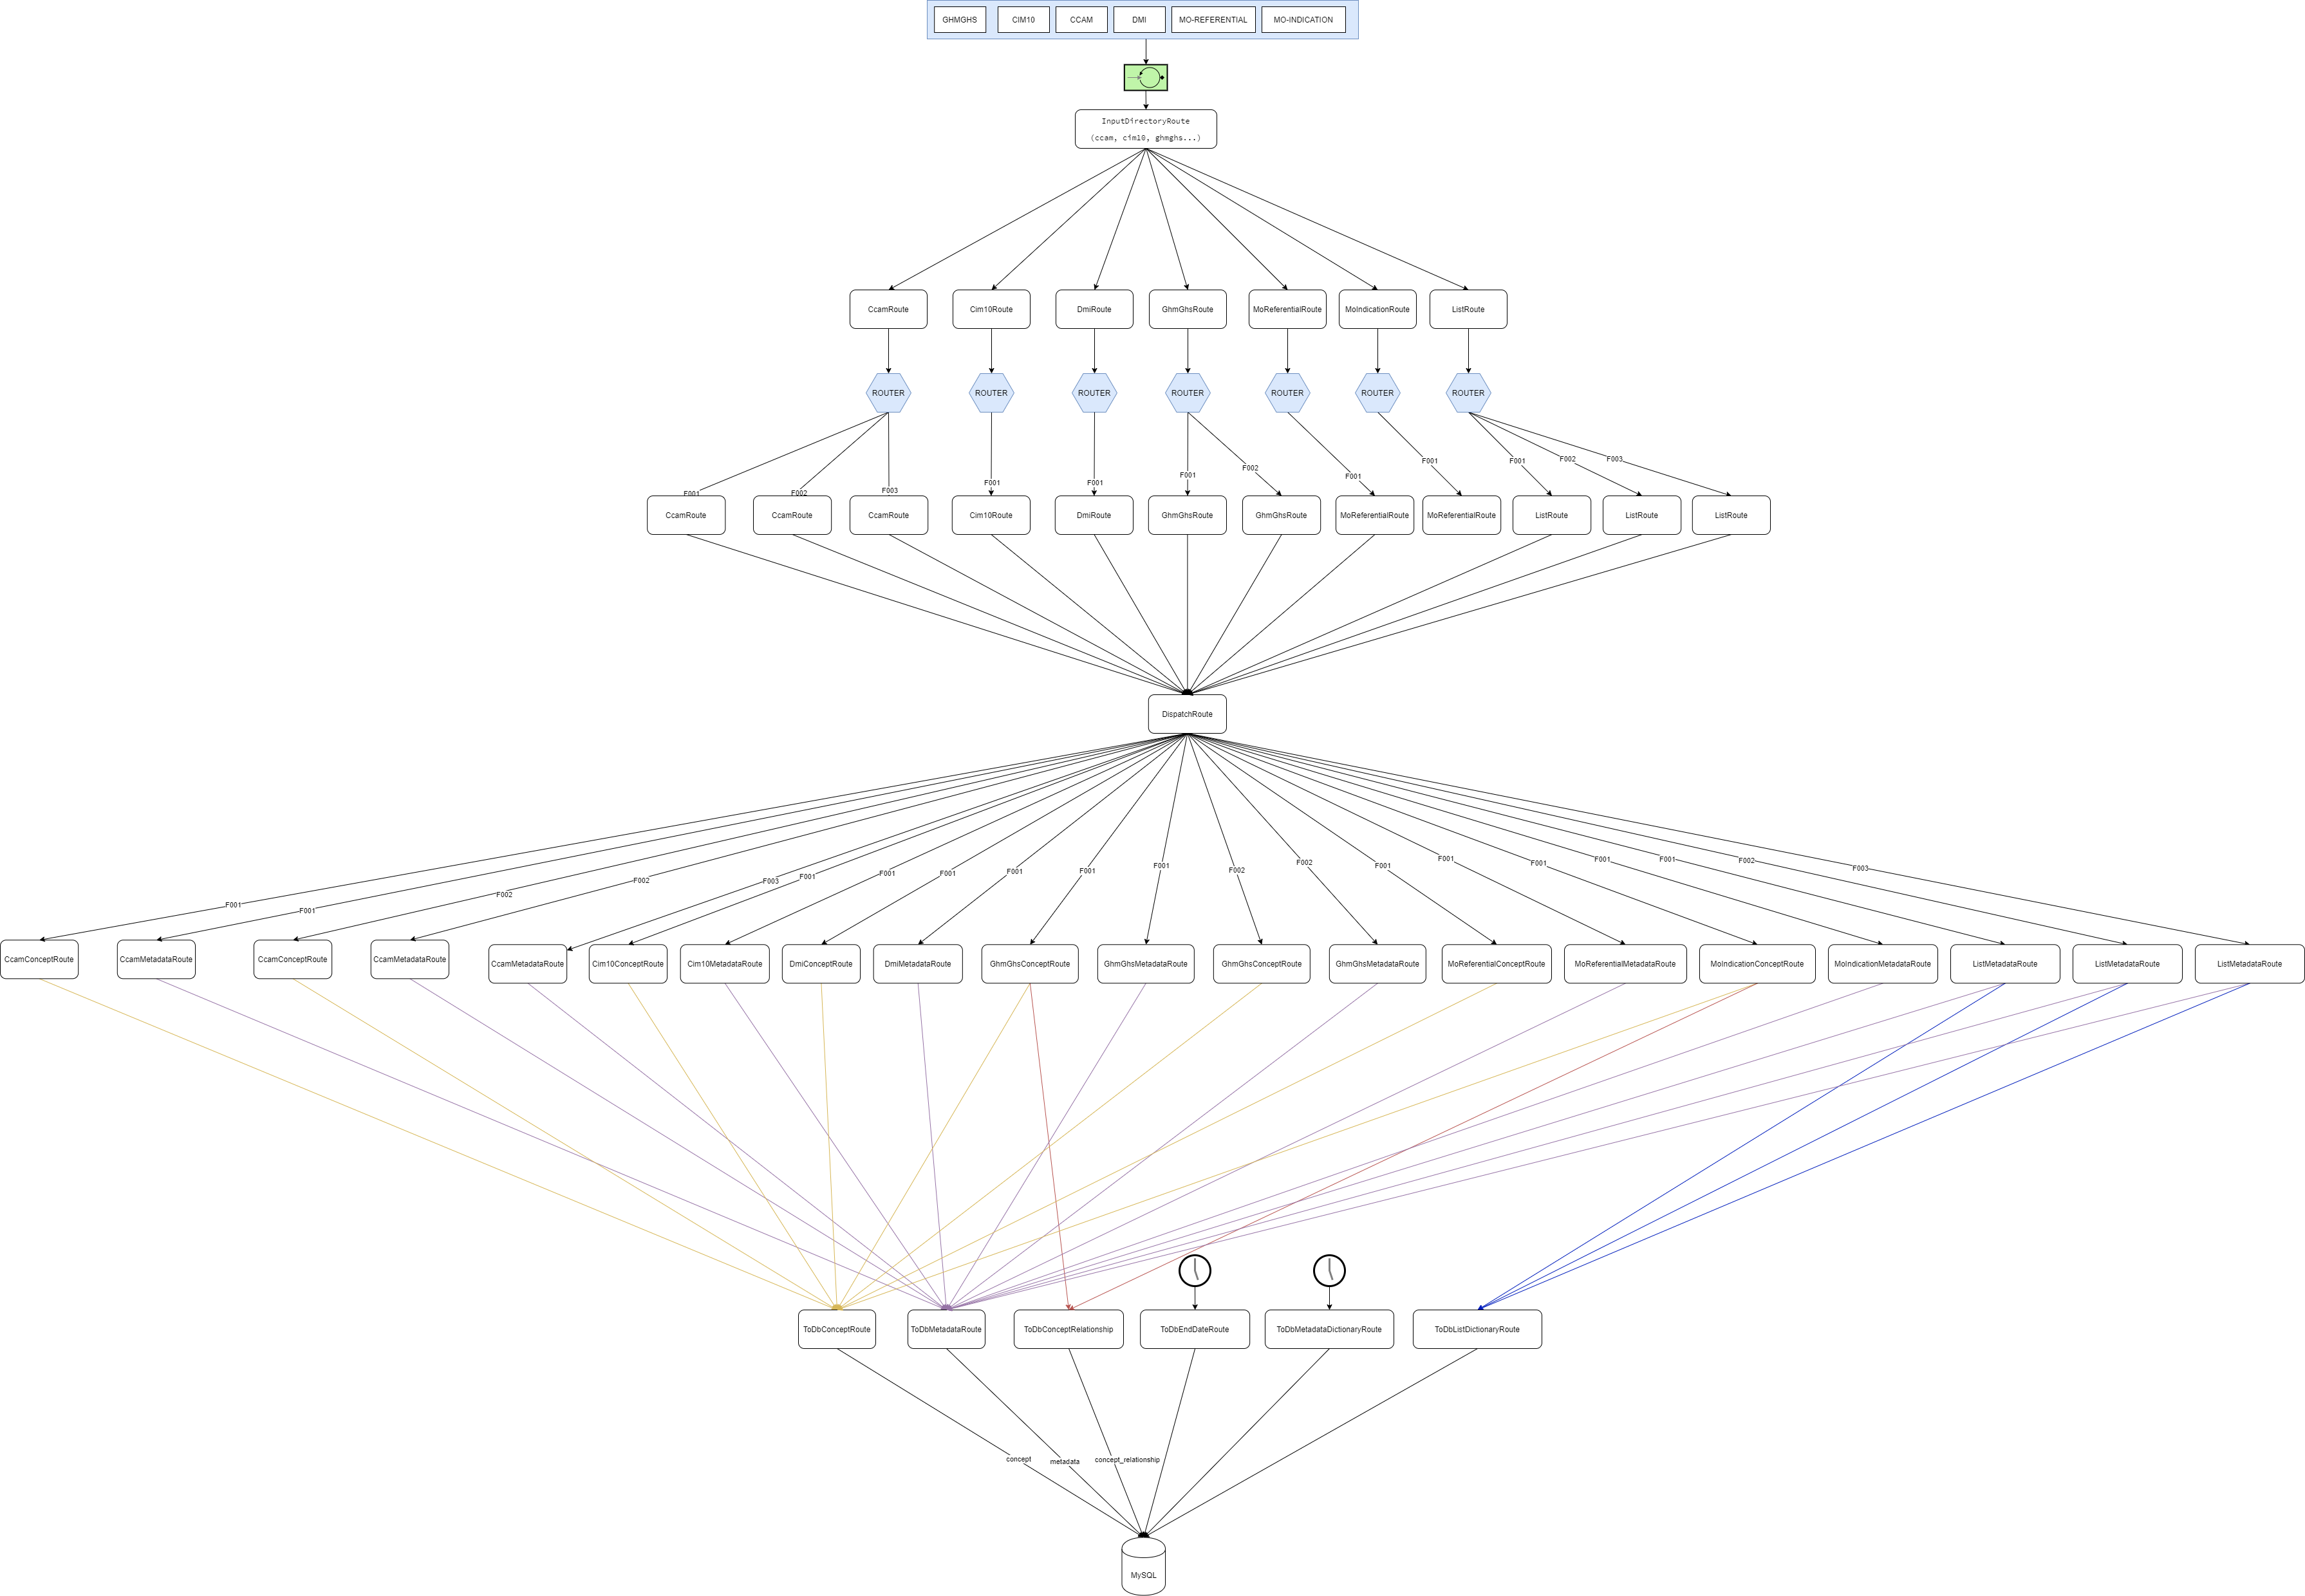 GHMGHS
CIM10
CCAM
DMI
MO-REFERENTIAL
MO-INDICATION
InputDirectoryRoute
(ccam, cim10, ghmghs...)
CcamRoute
Cim10Route
DmiRoute
GhmGhsRoute
MoReferentialRoute
MoIndicationRoute
ListRoute
ROUTER
ROUTER
ROUTER
ROUTER
ROUTER
ROUTER
ROUTER
F001
F002
F003
F001
F001
F001
F002
F001
F001
F001
F002
F003
CcamRoute
CcamRoute
CcamRoute
Cim10Route
DmiRoute
GhmGhsRoute
GhmGhsRoute
MoReferentialRoute
MoReferentialRoute
ListRoute
ListRoute
ListRoute
DispatchRoute
F001
F001
F002
F002
F003
F001
F001
F001
F001
F001
F001
F002
F002
F001
F001
F001
F001
F001
F002
F003
CcamConceptRoute
CcamMetadataRoute
CcamConceptRoute
CcamMetadataRoute
CcamMetadataRoute
Cim10ConceptRoute
Cim10MetadataRoute
DmiConceptRoute
DmiMetadataRoute
GhmGhsConceptRoute
GhmGhsMetadataRoute
GhmGhsConceptRoute
GhmGhsMetadataRoute
MoReferentialConceptRoute
MoReferentialMetadataRoute
MoIndicationConceptRoute
MoIndicationMetadataRoute
ListMetadataRoute
ListMetadataRoute
ListMetadataRoute
ToDbConceptRoute
ToDbMetadataRoute
ToDbConceptRelationship
ToDbEndDateRoute
ToDbMetadataDictionaryRoute
ToDbListDictionaryRoute
concept
metadata
concept_relationship
MySQL